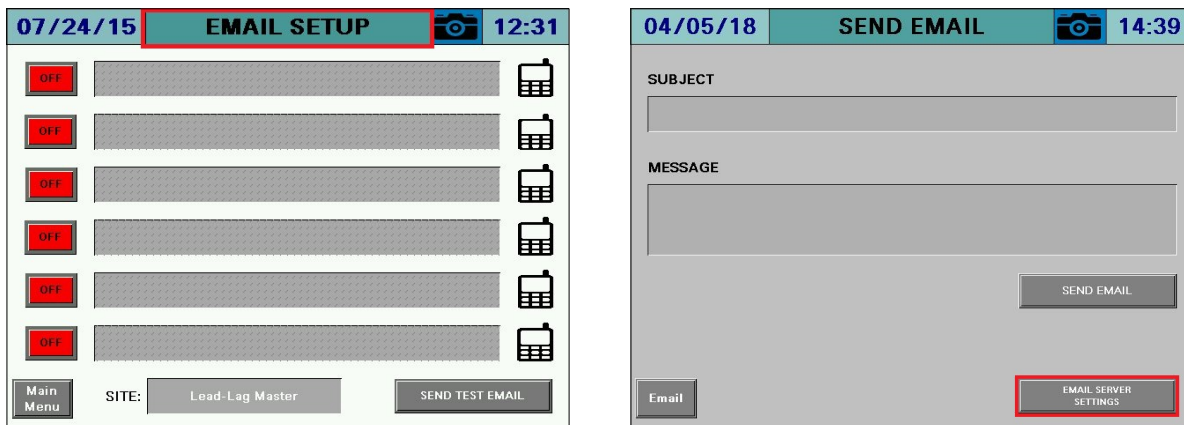 07/24/15 EMAIL SETUP 12:31
OFF
OFF
OFF
OFF
OFF
OFF
Main
Menu
SITE: Lead-Lag Master
SEND TEST EMAIL
04/05/18 SEND EMAIL 14:39
SUBJECT
MESSAGE
SEND EMAIL
Email
EMAIL SERVER
SETTINGS